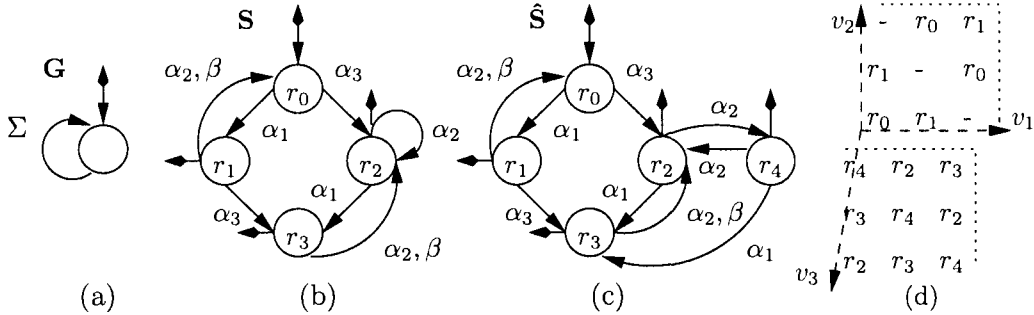 G
Σ
(a)
S
α2, β
r0
α3
α1
r1
r2
α2
α3
α1
r3
α2, β
(b)
Ŝ
α2, β
r0
α3
α1
α2
r1
r2
α2
r4
α3
α1
α2, β
r3
α1
(c)
v2 - r0 r1
r1 - r0
r0 r1 - v1
r4 r2 r3
r3 r4 r2
v3 r2 r3 r4
(d)